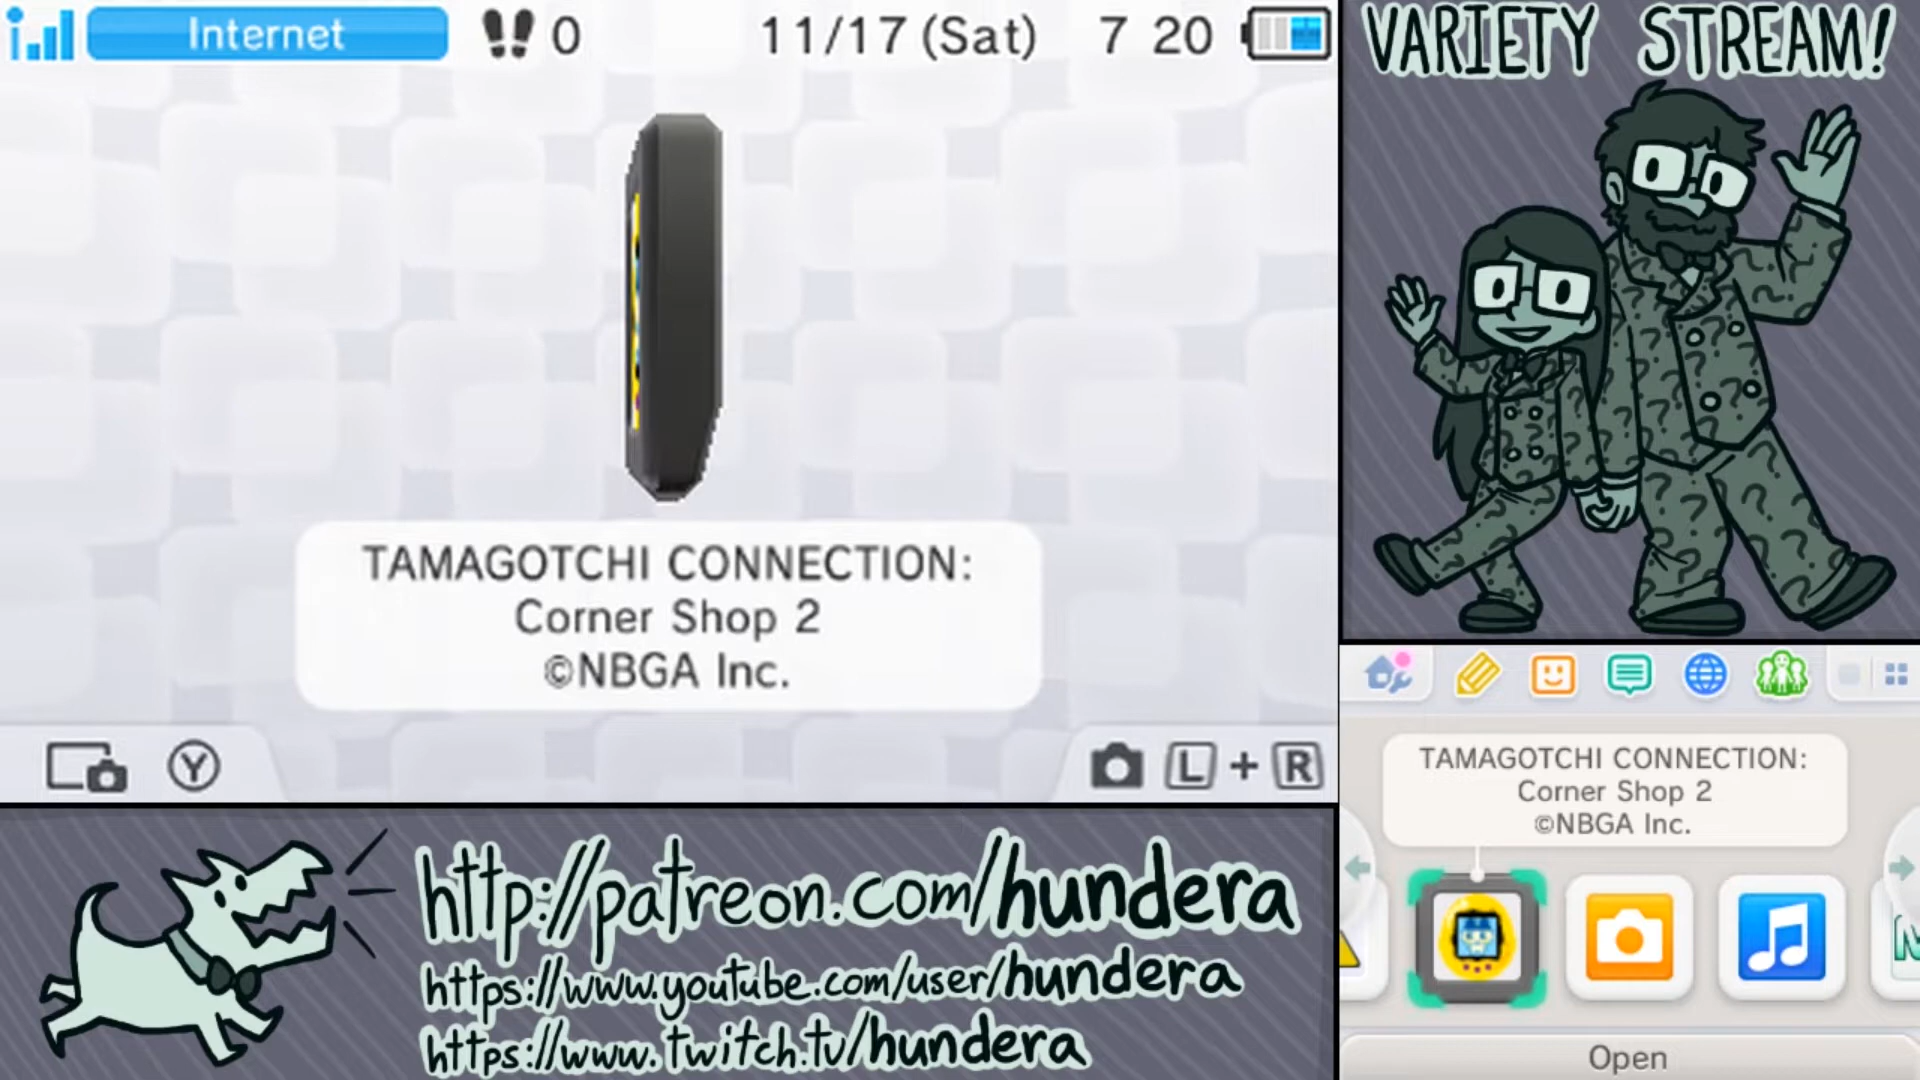 Internet 0 11/17 (Sat) 7 20
TAMAGOTCHI CONNECTION:
Corner Shop 2
©NBGA Inc.
Y
L + R
VARIETY STREAM!
TAMAGOTCHI CONNECTION:
Corner Shop 2
©NBGA Inc.
Open
http://patreon.com/hundera
https://www.youtube.com/user/hundera
https://www.twitch.tv/hundera